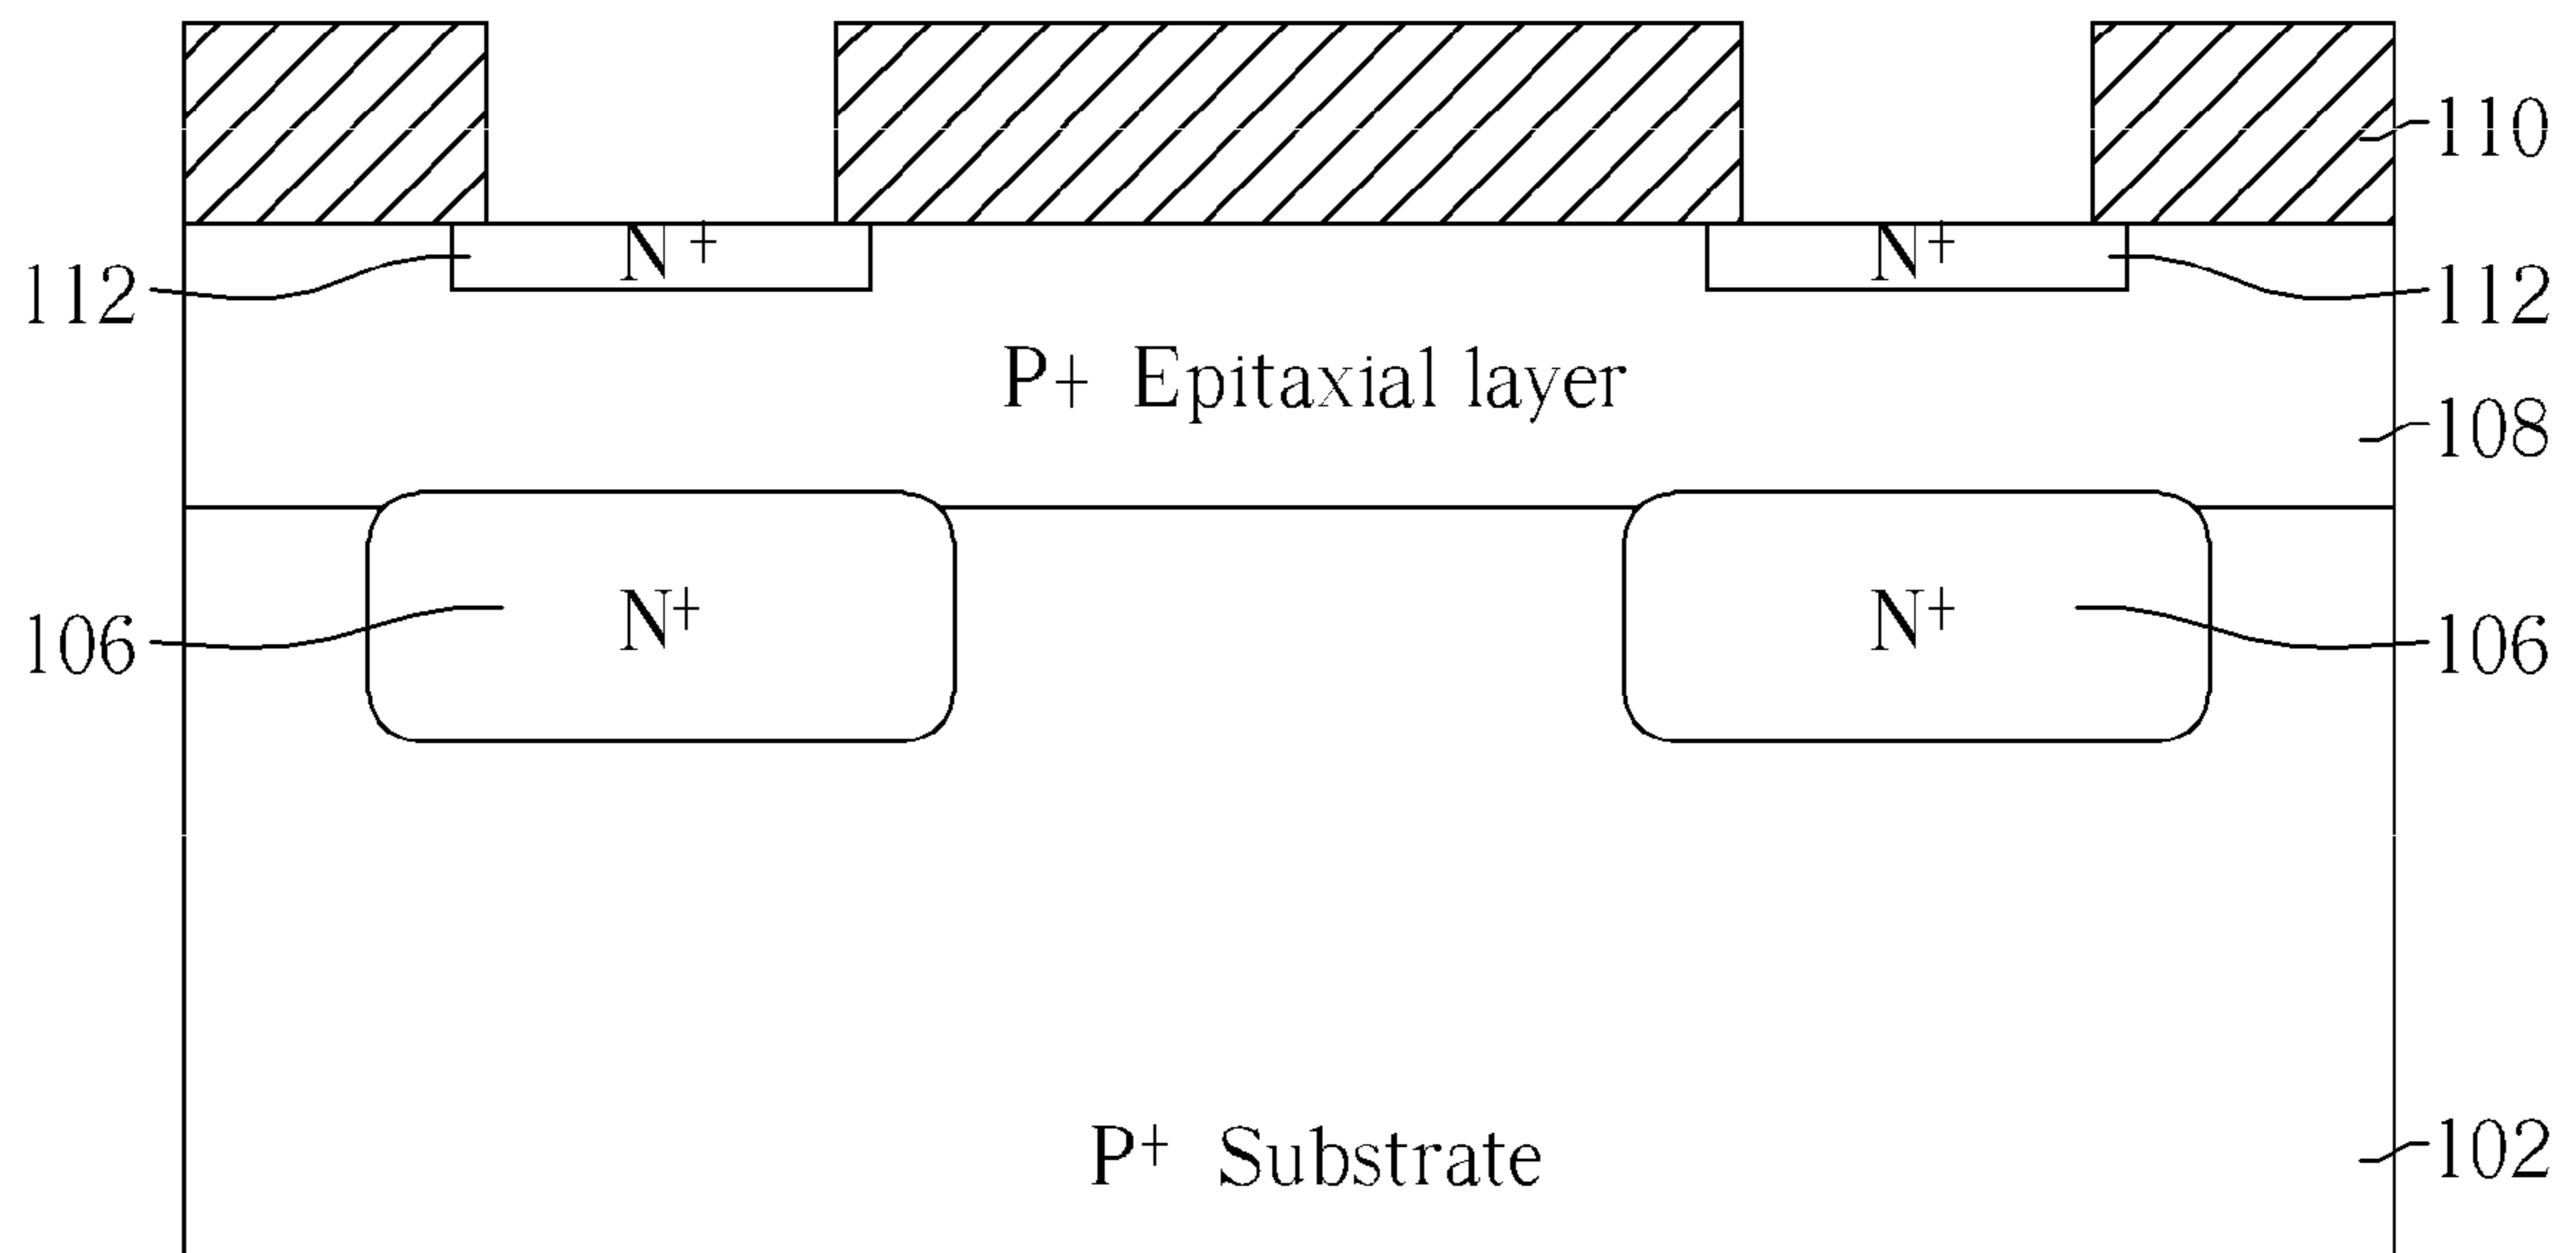 110
N+ N+
112 112
P+ Epitaxial layer
108
N+ N+
106 106
P+ Substrate
102